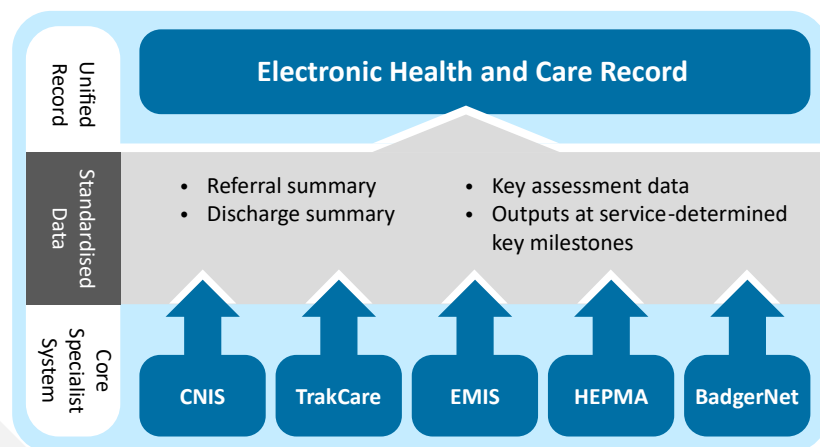 Unified
Record
Electronic Health and Care Record
Standardised
Data
• Referral summary
• Discharge summary
• Key assessment data
• Outputs at service-determined
key milestones
Core
Specialist
System
CNIS
TrakCare
EMIS
HEPMA
BadgerNet